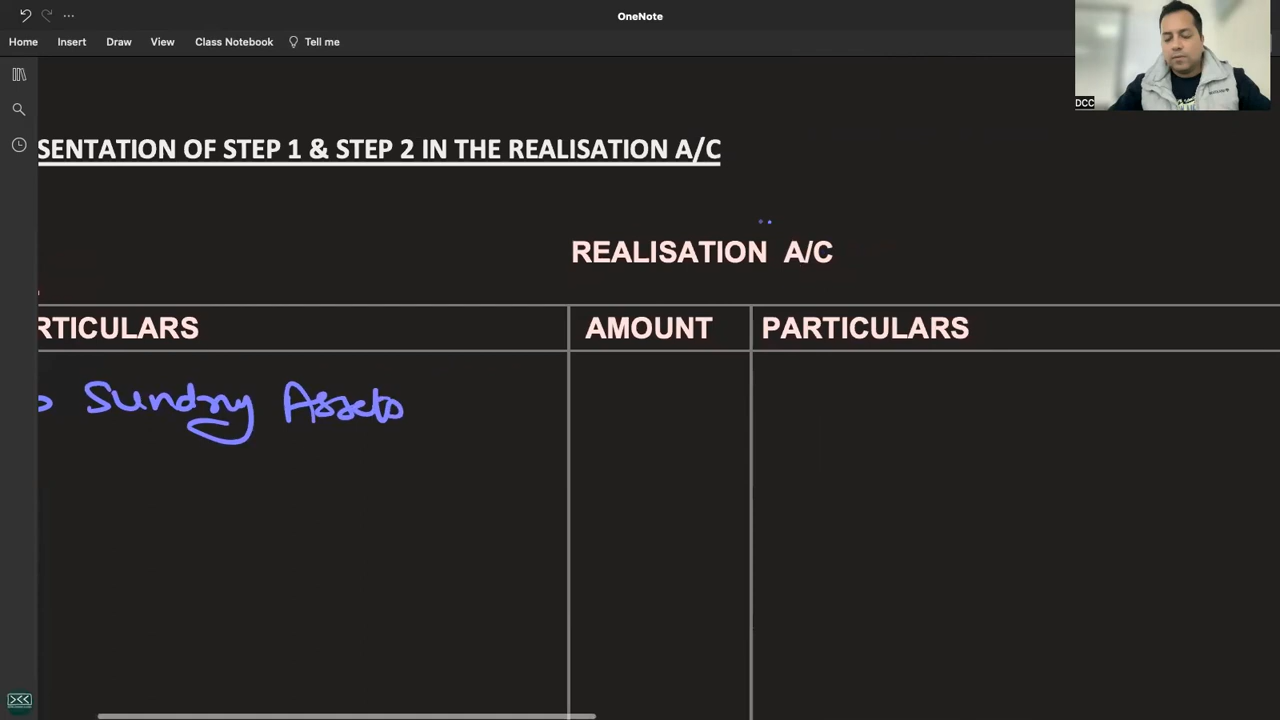 OneNote
Home Insert Draw View Class Notebook Tell me
DCC
SENTATION OF STEP 1 & STEP 2 IN THE REALISATION A/C
REALISATION A/C
RTICULARS AMOUNT PARTICULARS
Sundry Assets